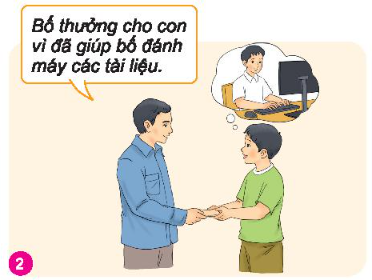 Bố thưởng cho con
vì đã giúp bố đánh
máy các tài liệu.
2